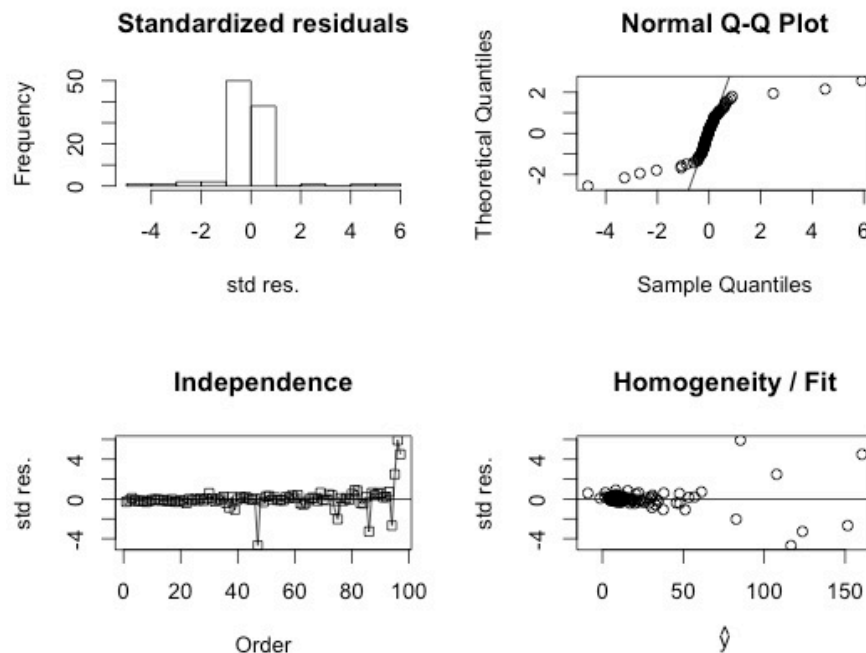 Standardized residuals
Frequency
0 20 50
-4 -2 0 2 4 6
std res.
Normal Q-Q Plot
Theoretical Quantiles
-2 0 2
-4 -2 0 2 4 6
Sample Quantiles
Independence
std res.
-4 0 4
0 20 40 60 80 100
Order
Homogeneity / Fit
std res.
-4 0 4
0 50 100 150
ŷ